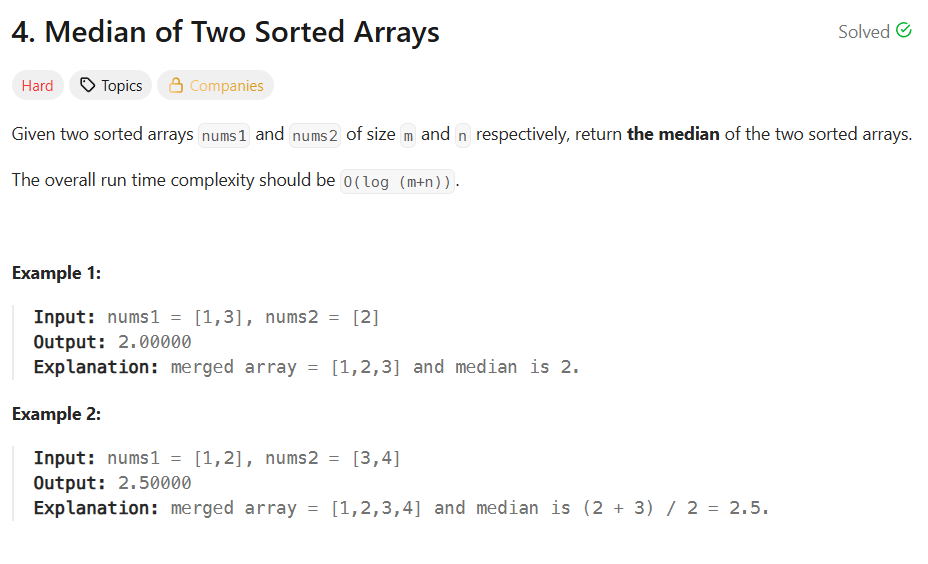 4. Median of Two Sorted Arrays
Solved
Hard Topics Companies
Given two sorted arrays nums1 and nums2 of size m and n respectively, return the median of the two sorted arrays.
The overall run time complexity should be O(log (m+n)).
Example 1:
Input: nums1 = [1,3], nums2 = [2]
Output: 2.00000
Explanation: merged array = [1,2,3] and median is 2.
Example 2:
Input: nums1 = [1,2], nums2 = [3,4]
Output: 2.50000
Explanation: merged array = [1,2,3,4] and median is (2 + 3) / 2 = 2.5.